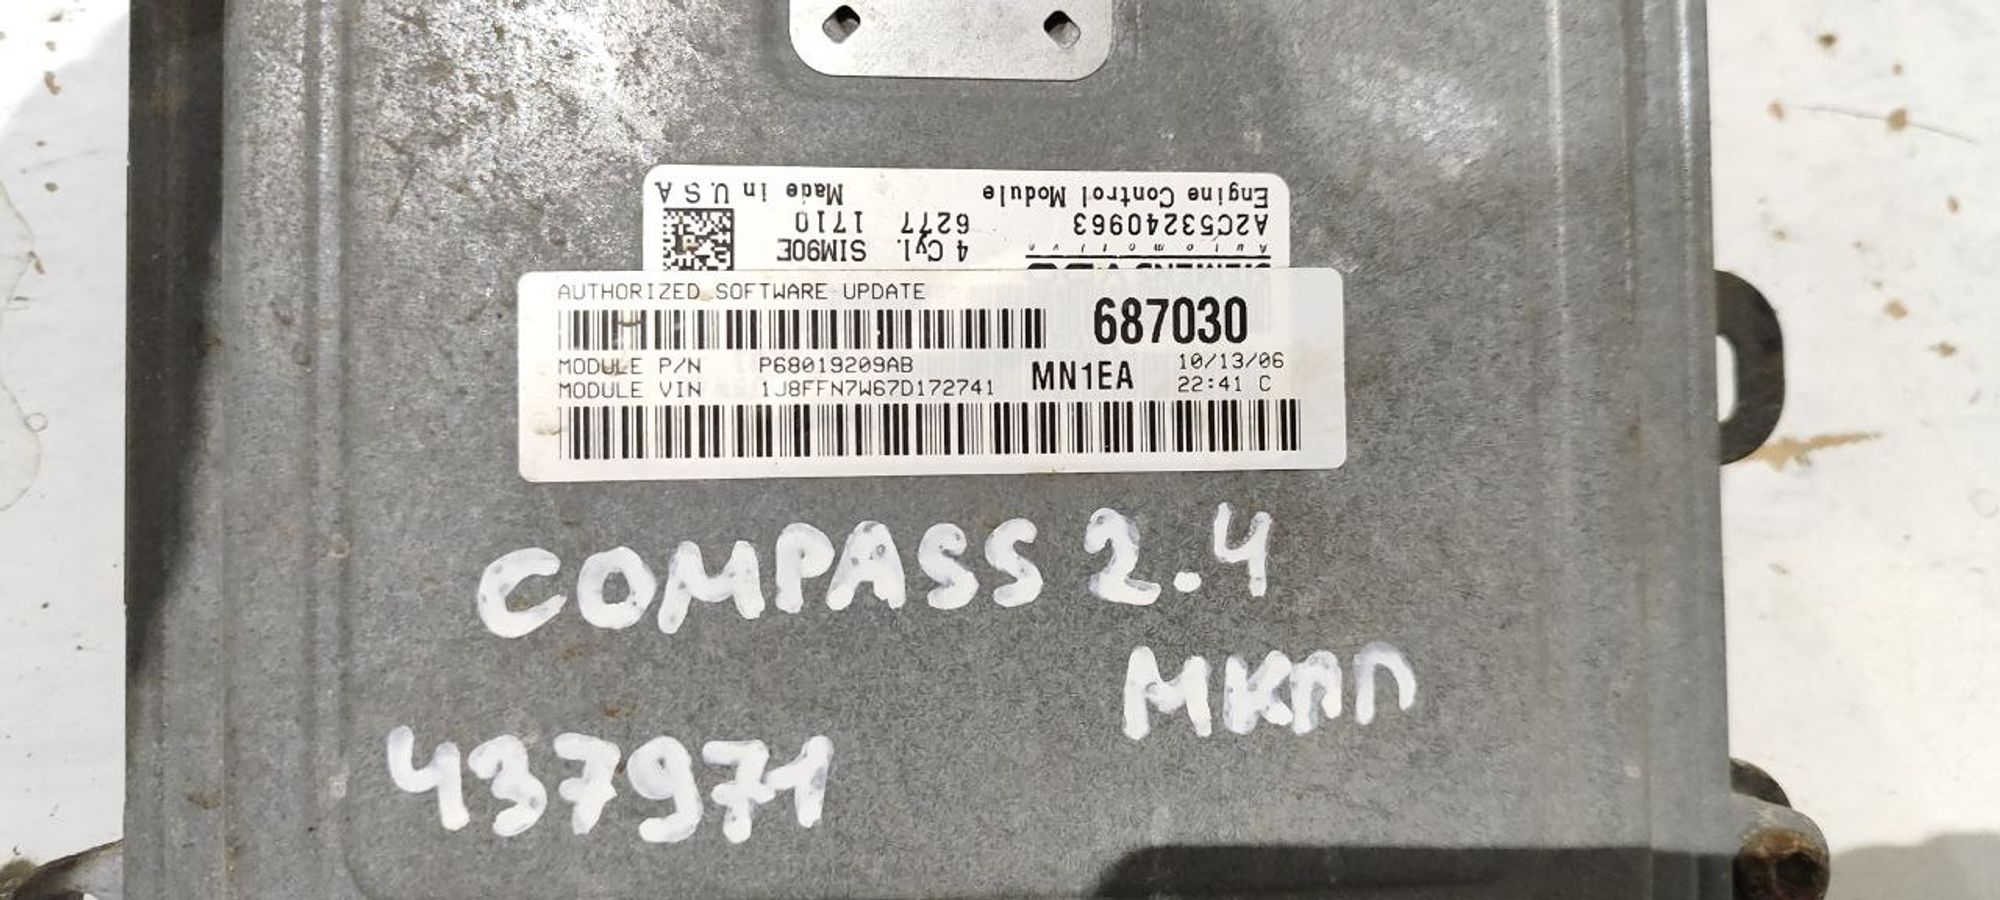 Engine Control Module Made in U.S.A
A2C53240963 6277 1710
Automotive 4 Cyl. SIM90E
AUTHORIZED SOFTWARE UPDATE
687030
MODULE P/N P68019209AB MN1EA 10/13/06
MODULE VIN 1J8FFN7W67D172741 22:41 C
COMPASS 2.4
МКПП
437971